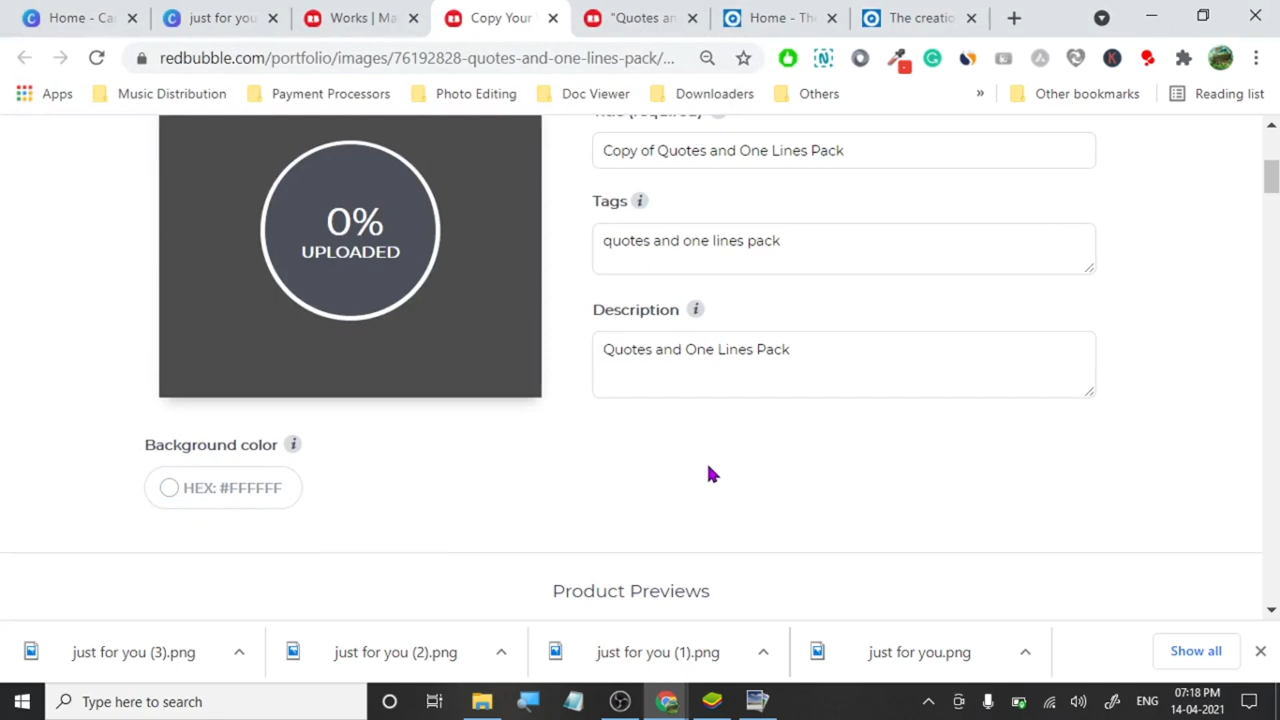 Home - Ca
just for you
Works | Ma
Copy Your
"Quotes an
Home - The
The creatio
redbubble.com/portfolio/images/76192828-quotes-and-one-lines-pack/...
Apps
Music Distribution
Payment Processors
Photo Editing
Doc Viewer
Downloaders
Others
»
Other bookmarks
Reading list
Title (required)
Copy of Quotes and One Lines Pack
Tags
quotes and one lines pack
0%
UPLOADED
Description
Quotes and One Lines Pack
Background color
HEX: #FFFFFF
Product Previews
just for you (3).png
just for you (2).png
just for you (1).png
just for you.png
Show all
Type here to search
ENG
07:18 PM
14-04-2021